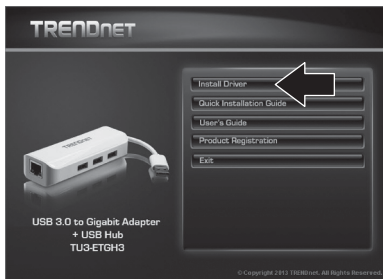 TRENDNET
Install Driver
Quick Installation Guide
User's Guide
Product Registration
Exit
TRENDNET
USB 3.0 to Gigabit Adapter
+ USB Hub
TU3-ETGH3
© Copyright 2013 TRENDnet. All Rights Reserved.